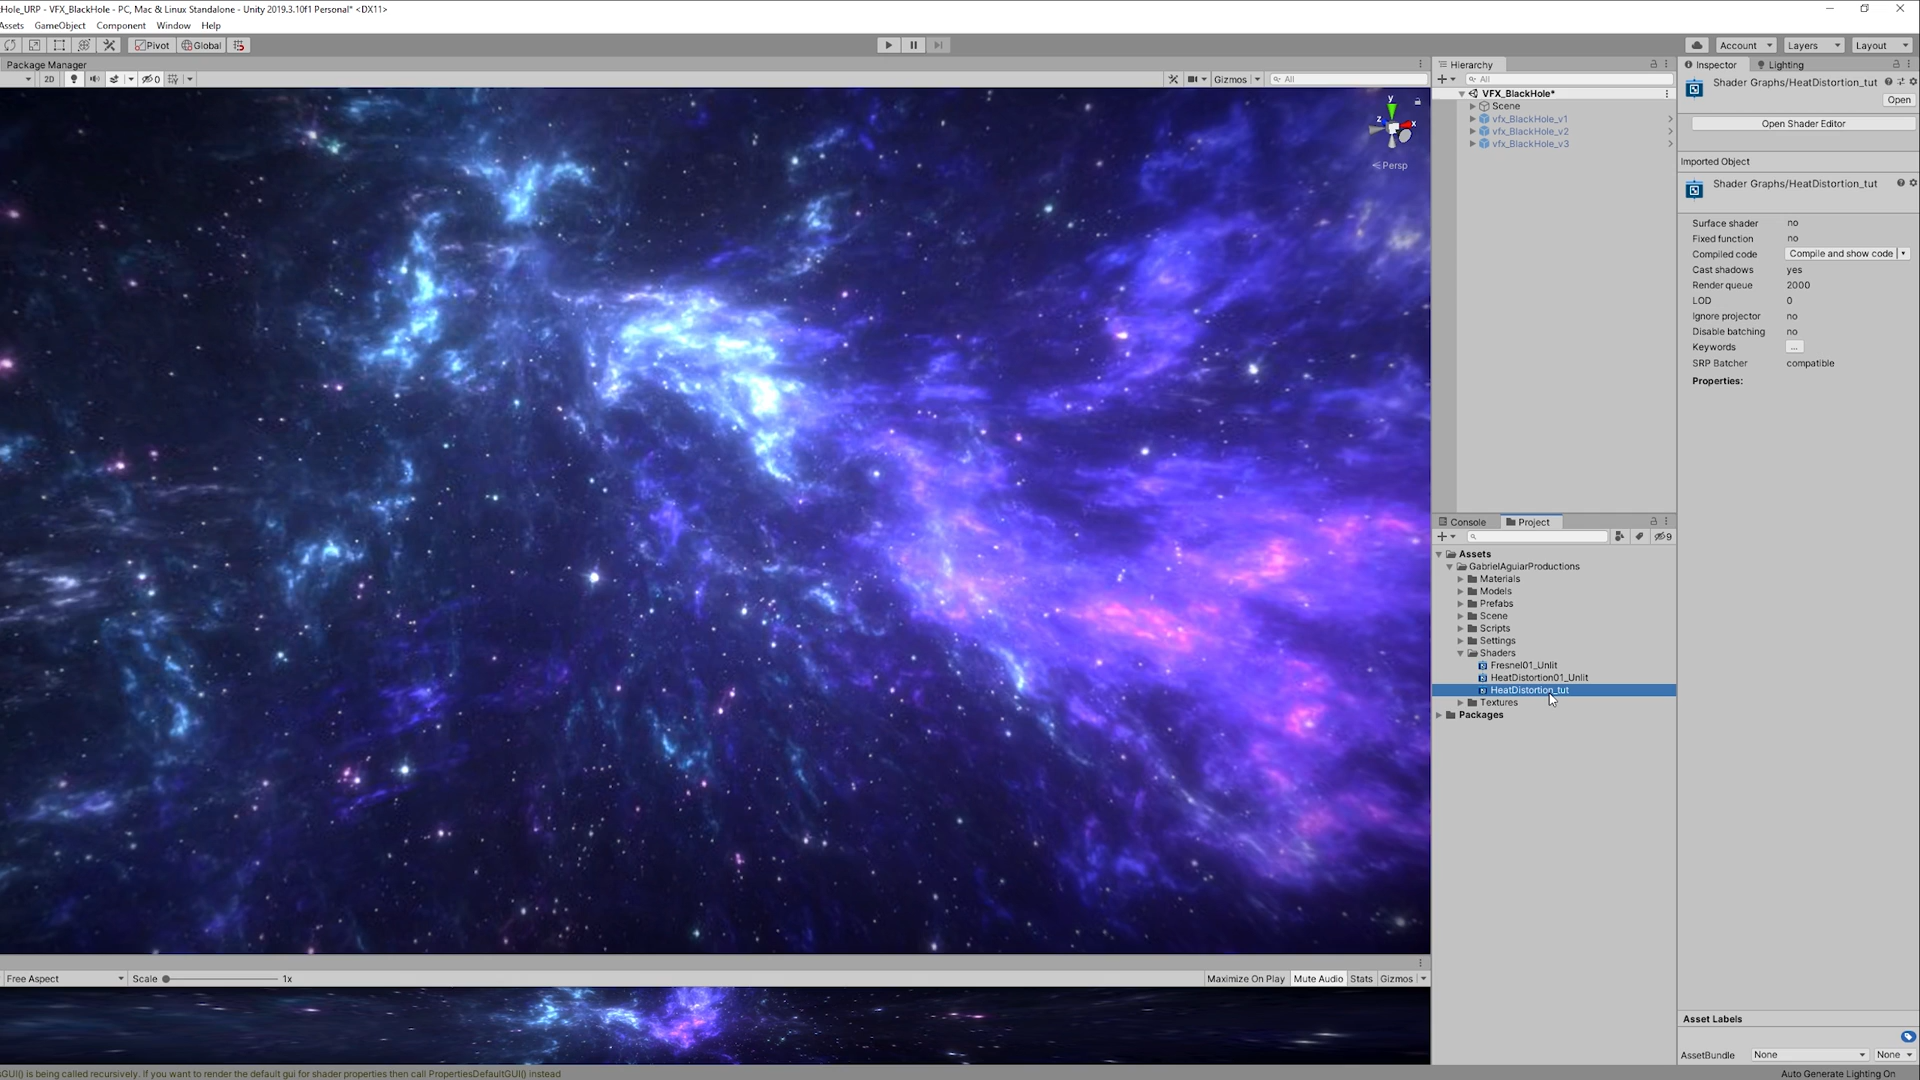 tHole_URP - VFX_BlackHole - PC, Mac & Linux Standalone - Unity 2019.3.10f1 Personal* <DX11>
Assets GameObject Component Window Help
Pivot Global Account Layers Layout
Package Manager
2D 0 Gizmos All
Persp
y
z
x
Hierarchy
All
VFX_BlackHole*
Scene
vfx_BlackHole_v1
vfx_BlackHole_v2
vfx_BlackHole_v3
Console Project
9
Assets
GabrielAguiarProductions
Materials
Models
Prefabs
Scene
Scripts
Settings
Shaders
Fresnel01_Unlit
HeatDistortion01_Unlit
HeatDistortion_tut
Textures
Packages
Inspector Lighting
Shader Graphs/HeatDistortion_tut
Open
Open Shader Editor
Imported Object
Shader Graphs/HeatDistortion_tut
Surface shader no
Fixed function no
Compiled code Compile and show code
Cast shadows yes
Render queue 2000
LOD 0
Ignore projector no
Disable batching no
Keywords ...
SRP Batcher compatible
Properties:
Asset Labels
AssetBundle None None
Free Aspect Scale 1x Maximize On Play Mute Audio Stats Gizmos
sGUI() is being called recursively. If you want to render the default gui for shader properties then call PropertiesDefaultGUI() instead
Auto Generate Lighting On